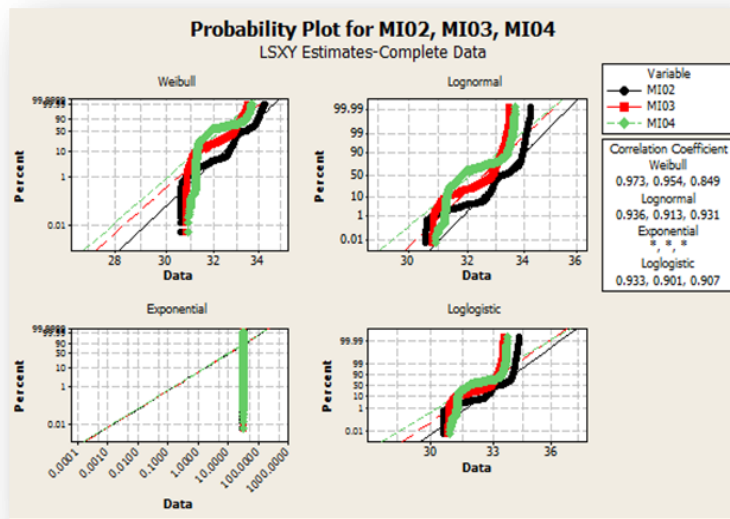 Probability Plot for MI02, MI03, MI04
LSXY Estimates-Complete Data
Weibull
90
50
10
1
0.01
Percent
28
31
34
Data
Lognormal
99.99
99
90
50
10
1
0.01
Percent
30
32
34
36
Data
Variable
MI02
MI03
MI04
Correlation Coefficient
Weibull
0.973, 0.954, 0.849
Lognormal
0.936, 0.913, 0.931
Exponential
*, *, *
Loglogistic
0.933, 0.901, 0.907
Exponential
90
50
10
1
0.01
Percent
0.0001
0.0010
0.0100
0.1000
1.0000
10.0000
100.0000
1000.0000
Data
Loglogistic
99.99
99
90
50
10
1
0.01
Percent
30
33
36
Data